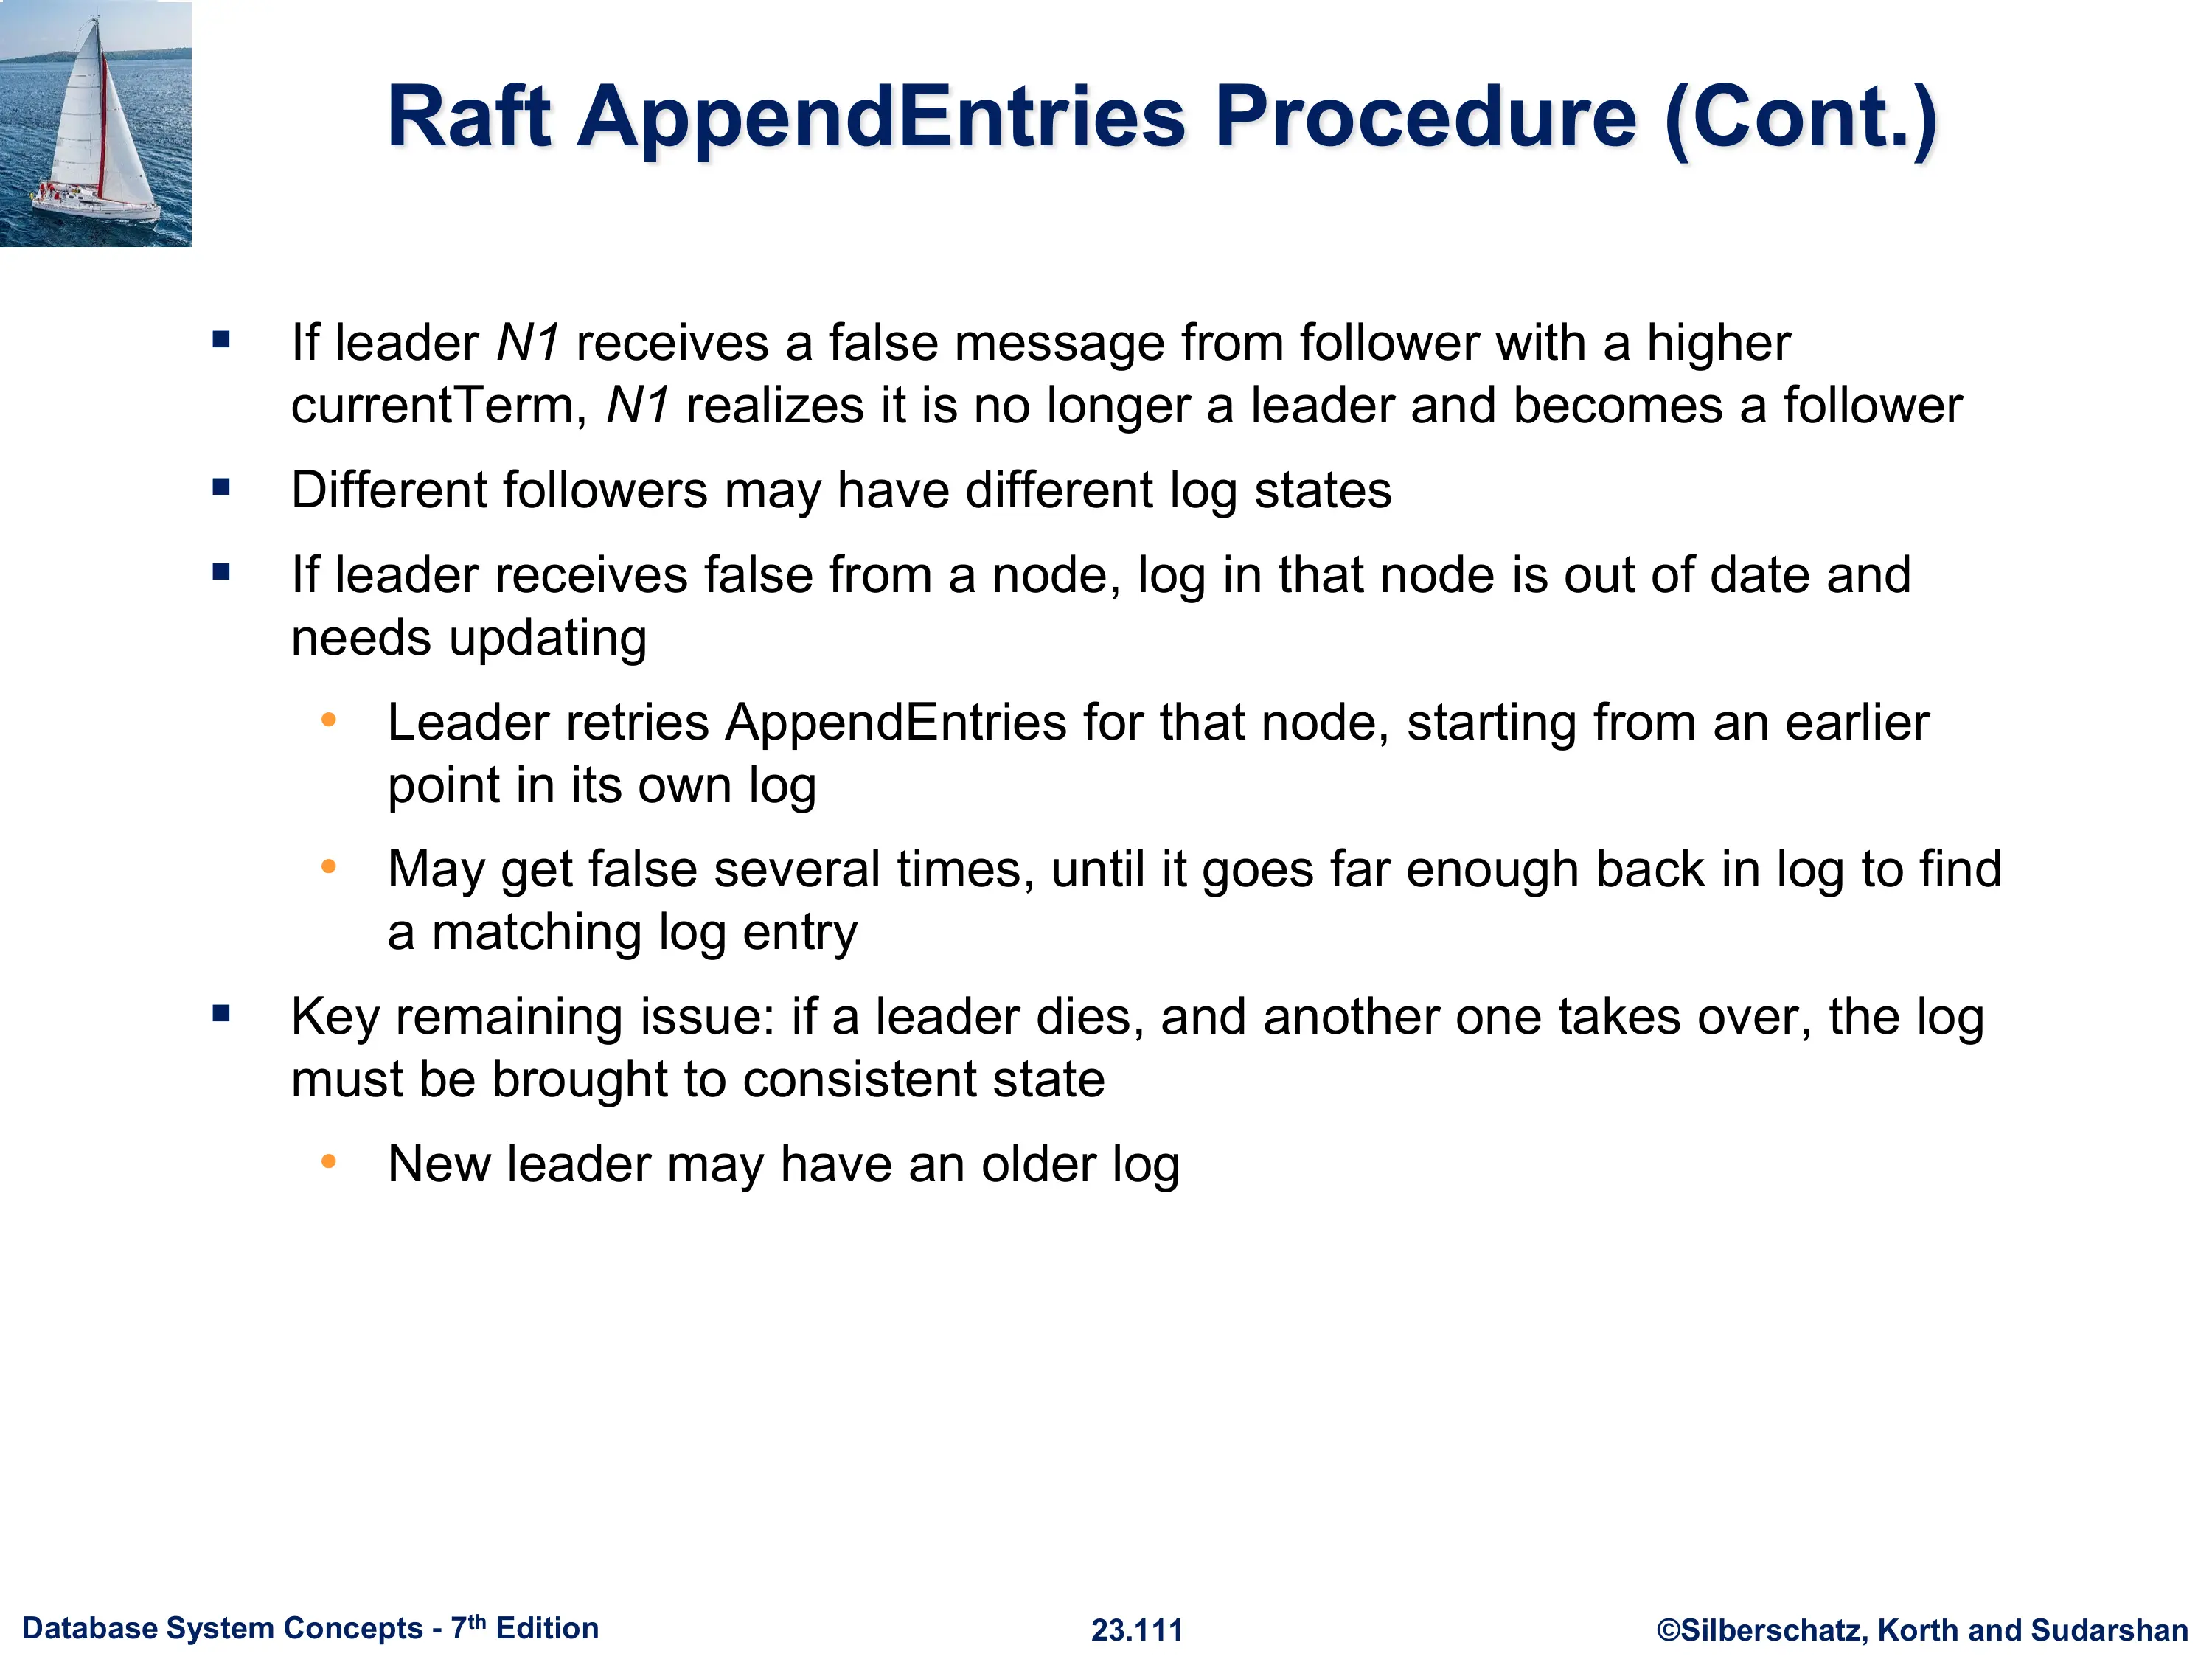 Raft AppendEntries Procedure (Cont.)
▪ If leader N1 receives a false message from follower with a higher
currentTerm, N1 realizes it is no longer a leader and becomes a follower
▪ Different followers may have different log states
▪ If leader receives false from a node, log in that node is out of date and
needs updating
• Leader retries AppendEntries for that node, starting from an earlier
point in its own log
• May get false several times, until it goes far enough back in log to find
a matching log entry
▪ Key remaining issue: if a leader dies, and another one takes over, the log
must be brought to consistent state
• New leader may have an older log
Database System Concepts - 7th Edition
23.111
©Silberschatz, Korth and Sudarshan